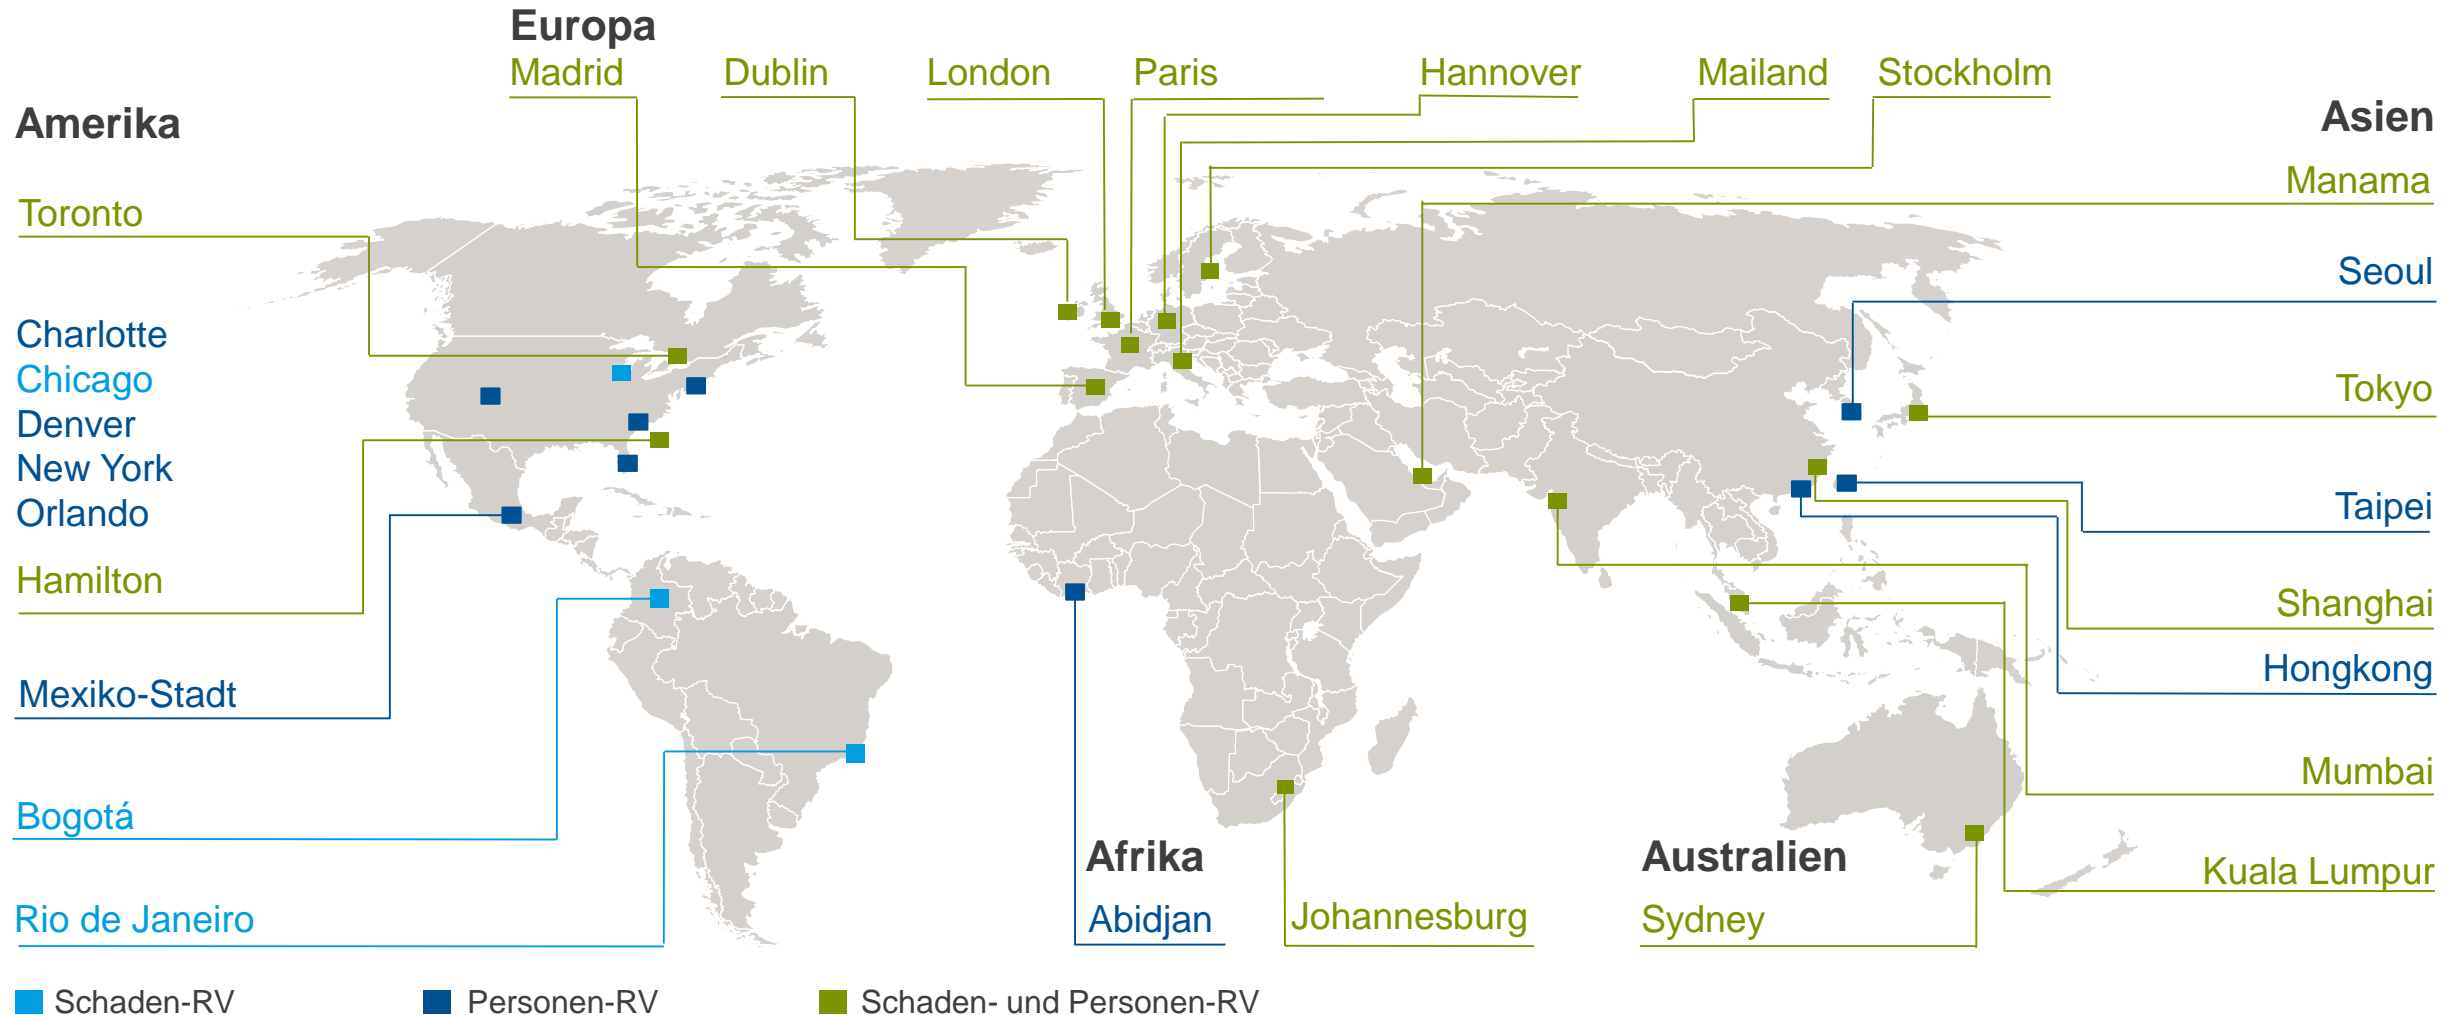 Europa
Madrid
Dublin
London
Paris
Hannover
Mailand
Stockholm
Amerika
Toronto
Charlotte
Chicago
Denver
New York
Orlando
Hamilton
Mexiko-Stadt
Bogotá
Rio de Janeiro
Afrika
Abidjan
Johannesburg
Australien
Sydney
Asien
Manama
Seoul
Tokyo
Taipei
Shanghai
Hongkong
Mumbai
Kuala Lumpur
Schaden-RV
Personen-RV
Schaden- und Personen-RV